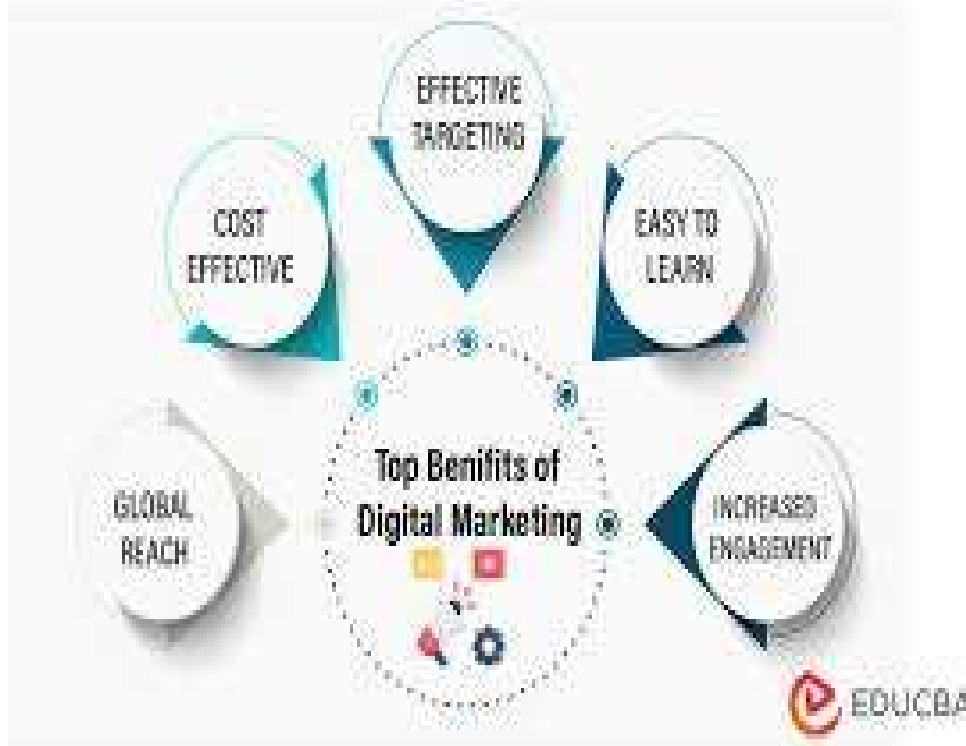 EFFECTIVE
TARGETING
COST
EFFECTIVE
EASY TO
LEARN
GLOBAL
REACH
Top Benifits of
Digital Marketing
INCREASED
ENGAGEMENT
EDUCBA